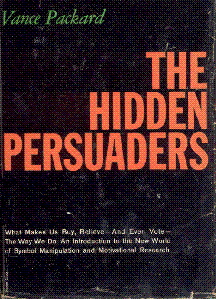 Vance Packard
THE
HIDDEN
PERSUADERS
What Makes Us Buy, Believe—And Even Vote—
The Way We Do: An Introduction to the New World
of Symbol Manipulation and Motivational Research